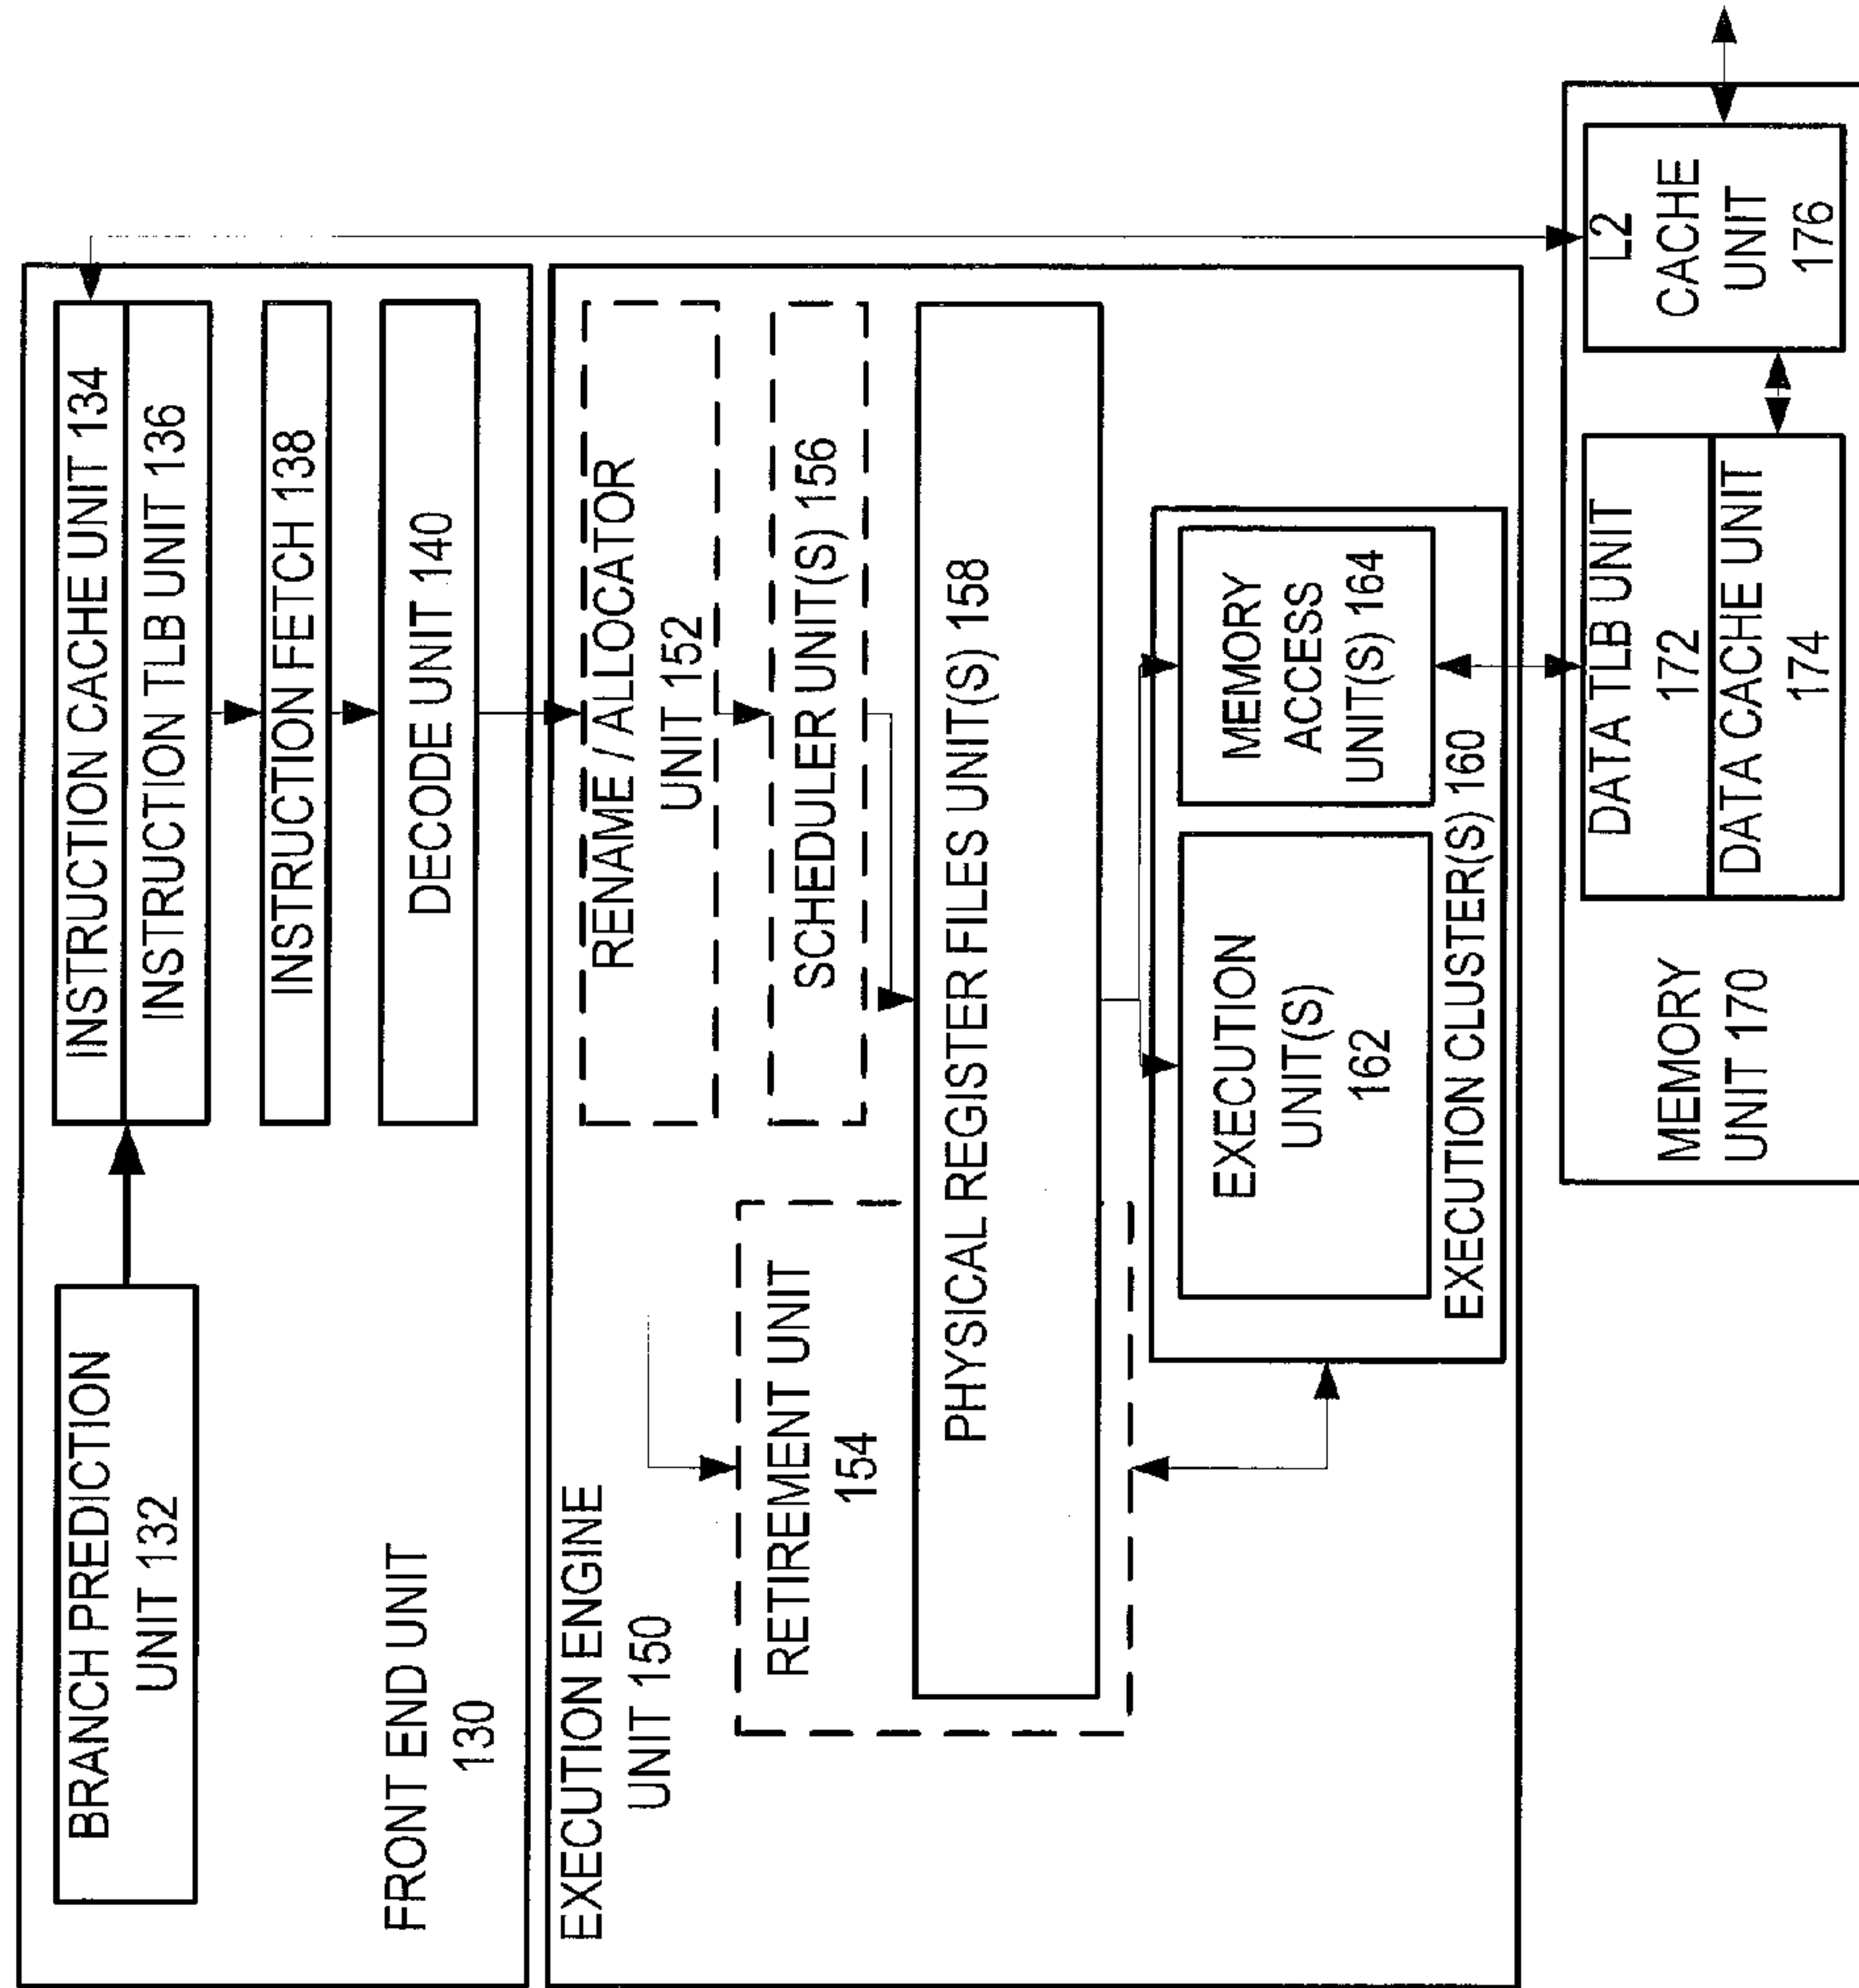 BRANCH PREDICTION
UNIT 132
INSTRUCTION CACHE UNIT 134
INSTRUCTION TLB UNIT 136
INSTRUCTION FETCH 138
DECODE UNIT 140
FRONT END UNIT
130
EXECUTION ENGINE
UNIT 150
RENAME / ALLOCATOR
UNIT 152
RETIREMENT UNIT
154
SCHEDULER UNIT(S) 156
PHYSICAL REGISTER FILES UNIT(S) 158
EXECUTION
UNIT(S)
162
MEMORY
ACCESS
UNIT(S) 164
EXECUTION CLUSTER(S) 160
MEMORY
UNIT 170
DATA TLB UNIT
172
DATA CACHE UNIT
174
L2
CACHE
UNIT
176